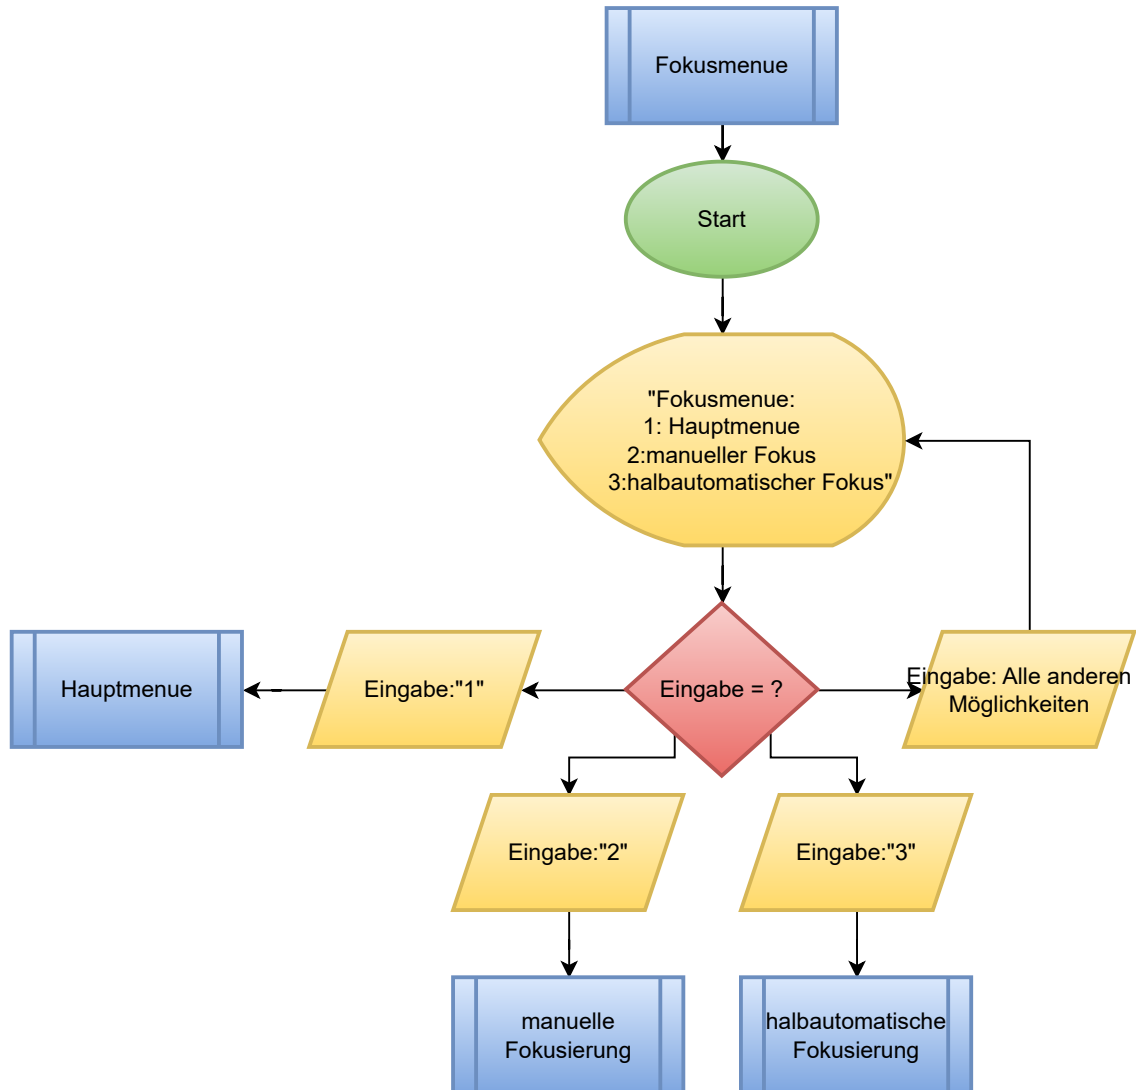 Fokusmenue
Start
"Fokusmenue:
1: Hauptmenue
2:manueller Fokus
3:halbautomatischer Fokus"
Hauptmenue
Eingabe:"1"
Eingabe = ?
Eingabe: Alle anderen
Möglichkeiten
Eingabe:"2"
Eingabe:"3"
manuelle
Fokusierung
halbautomatische
Fokusierung